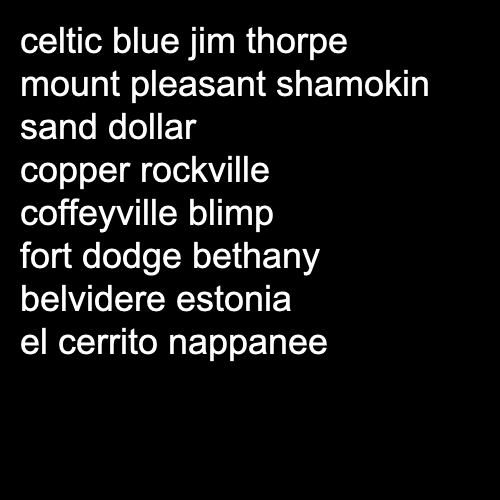 celtic blue jim thorpe
mount pleasant shamokin
sand dollar
copper rockville
coffeyville blimp
fort dodge bethany
belvidere estonia
el cerrito nappanee